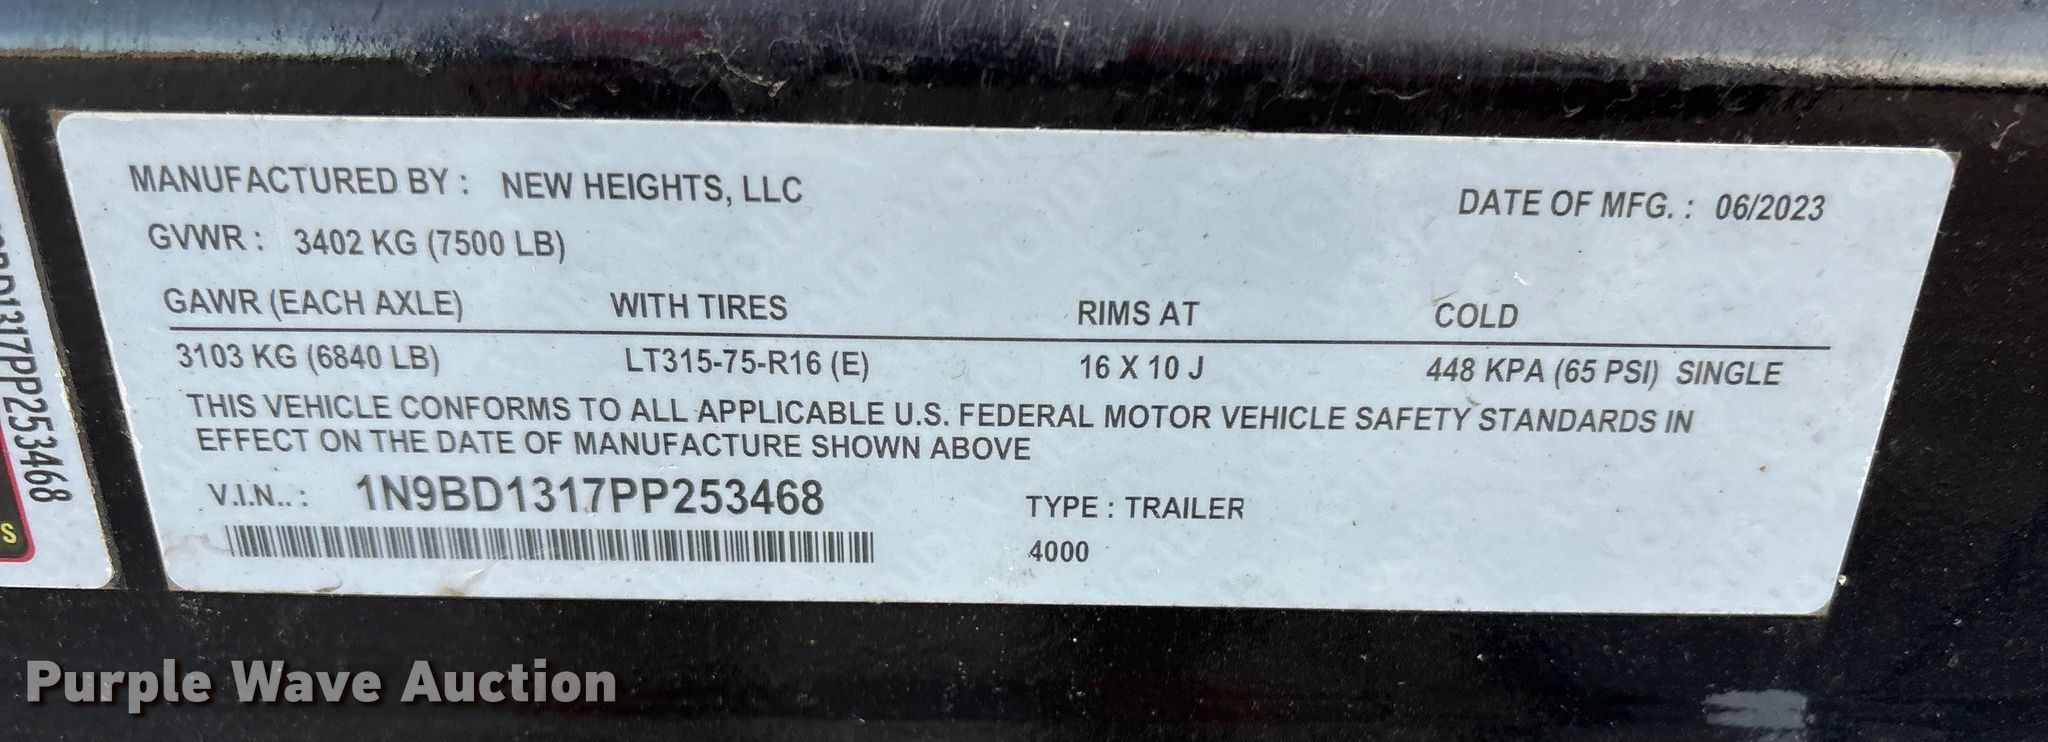 MANUFACTURED BY : NEW HEIGHTS, LLC DATE OF MFG. : 06/2023
GVWR : 3402 KG (7500 LB)
GAWR (EACH AXLE) WITH TIRES RIMS AT COLD
3103 KG (6840 LB) LT315-75-R16 (E) 16 X 10 J 448 KPA (65 PSI) SINGLE
THIS VEHICLE CONFORMS TO ALL APPLICABLE U.S. FEDERAL MOTOR VEHICLE SAFETY STANDARDS IN
EFFECT ON THE DATE OF MANUFACTURE SHOWN ABOVE
V.I.N.. : 1N9BD1317PP253468 TYPE : TRAILER
4000
D1317PP253468
S
Purple Wave Auction